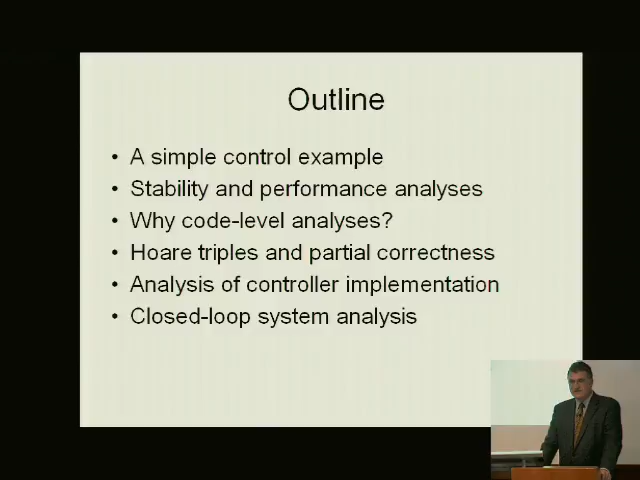 Outline
• A simple control example
• Stability and performance analyses
• Why code-level analyses?
• Hoare triples and partial correctness
• Analysis of controller implementation
• Closed-loop system analysis